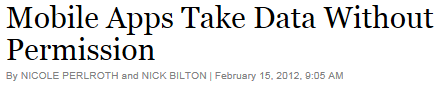 Mobile Apps Take Data Without
Permission
By NICOLE PERLROTH and NICK BILTON | February 15, 2012, 9:05 AM